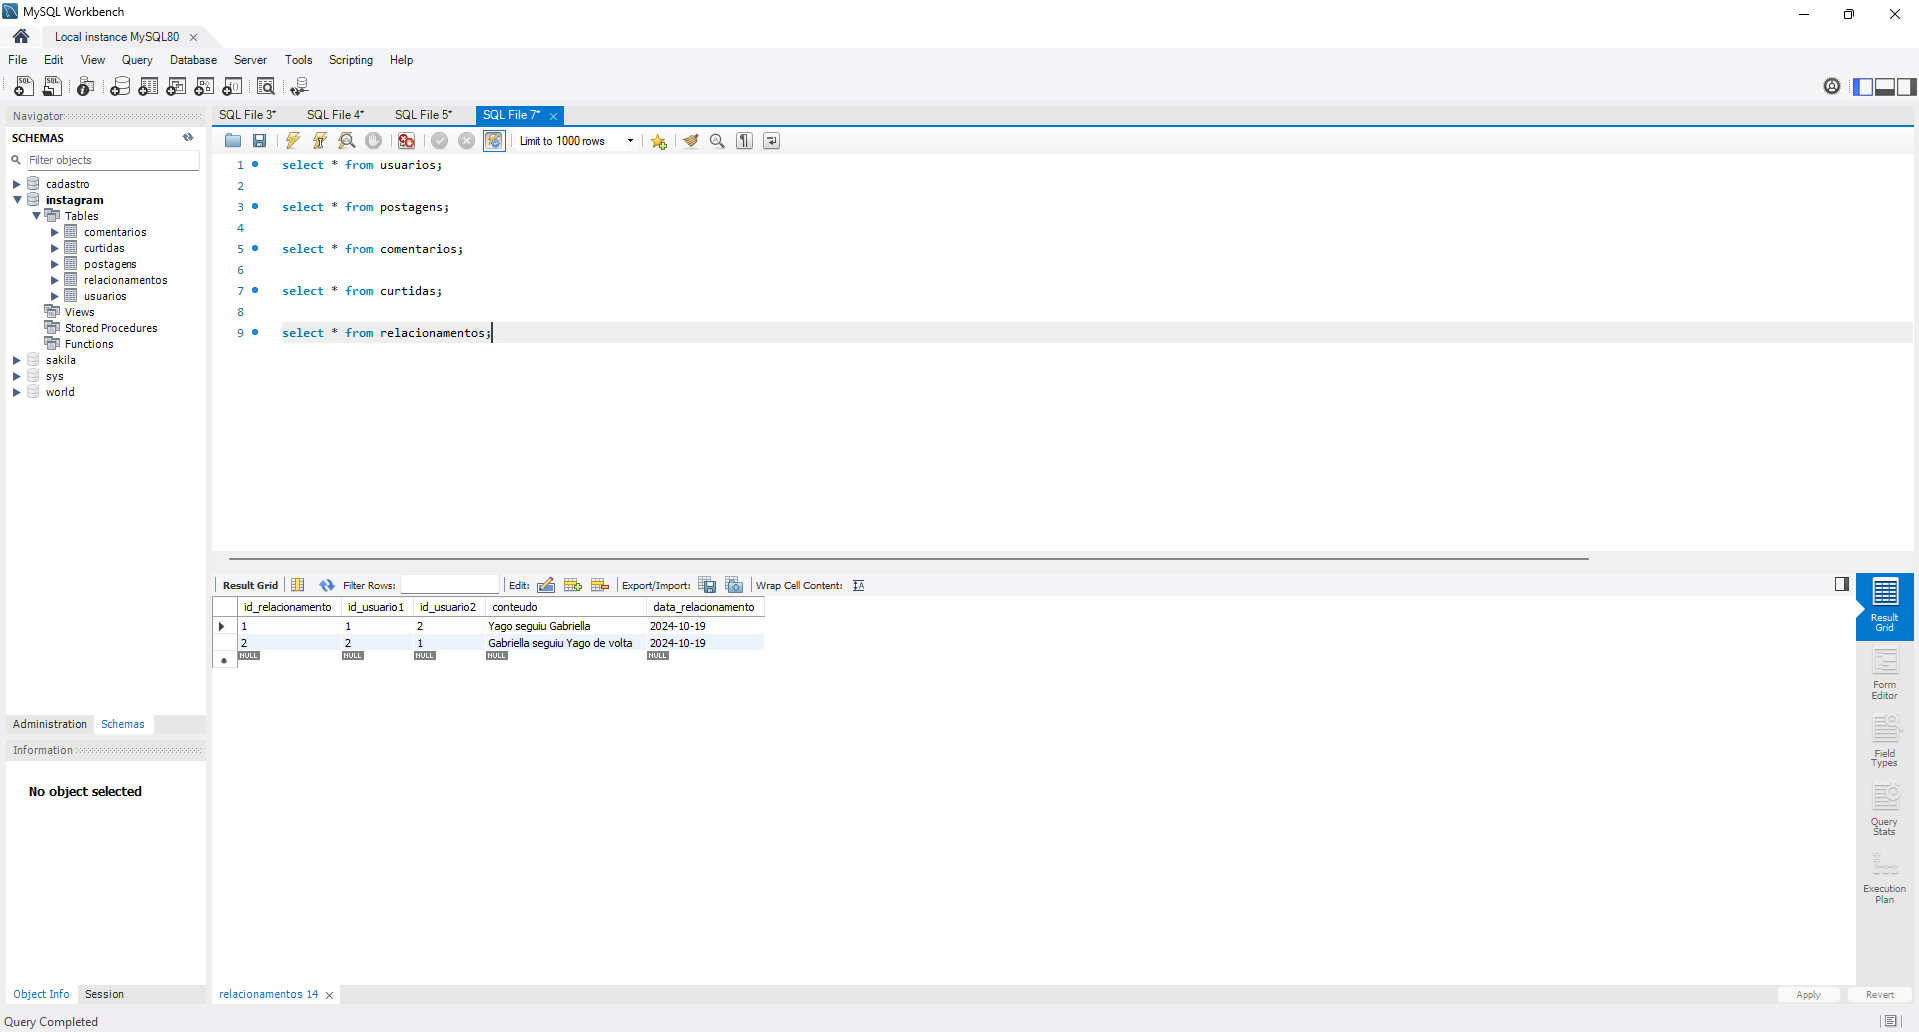 MySQL Workbench
Local instance MySQL80
File Edit View Query Database Server Tools Scripting Help
Navigator
SCHEMAS
Filter objects
cadastro
instagram
Tables
comentarios
curtidas
postagens
relacionamentos
usuarios
Views
Stored Procedures
Functions
sakila
sys
world
Administration Schemas
Information
No object selected
Object Info Session
SQL File 3* SQL File 4* SQL File 5* SQL File 7*
Limit to 1000 rows
1 select * from usuarios;
2
3 select * from postagens;
4
5 select * from comentarios;
6
7 select * from curtidas;
8
9 select * from relacionamentos;
Result Grid Filter Rows: Edit: Export/Import: Wrap Cell Content:
id_relacionamento id_usuario1 id_usuario2 conteudo data_relacionamento
1 1 2 Yago seguiu Gabriella 2024-10-19
2 2 1 Gabriella seguiu Yago de volta 2024-10-19
NULL NULL NULL NULL NULL
Result
Grid
Form
Editor
Field
Types
Query
Stats
Execution
Plan
relacionamentos 14
Apply Revert
Query Completed